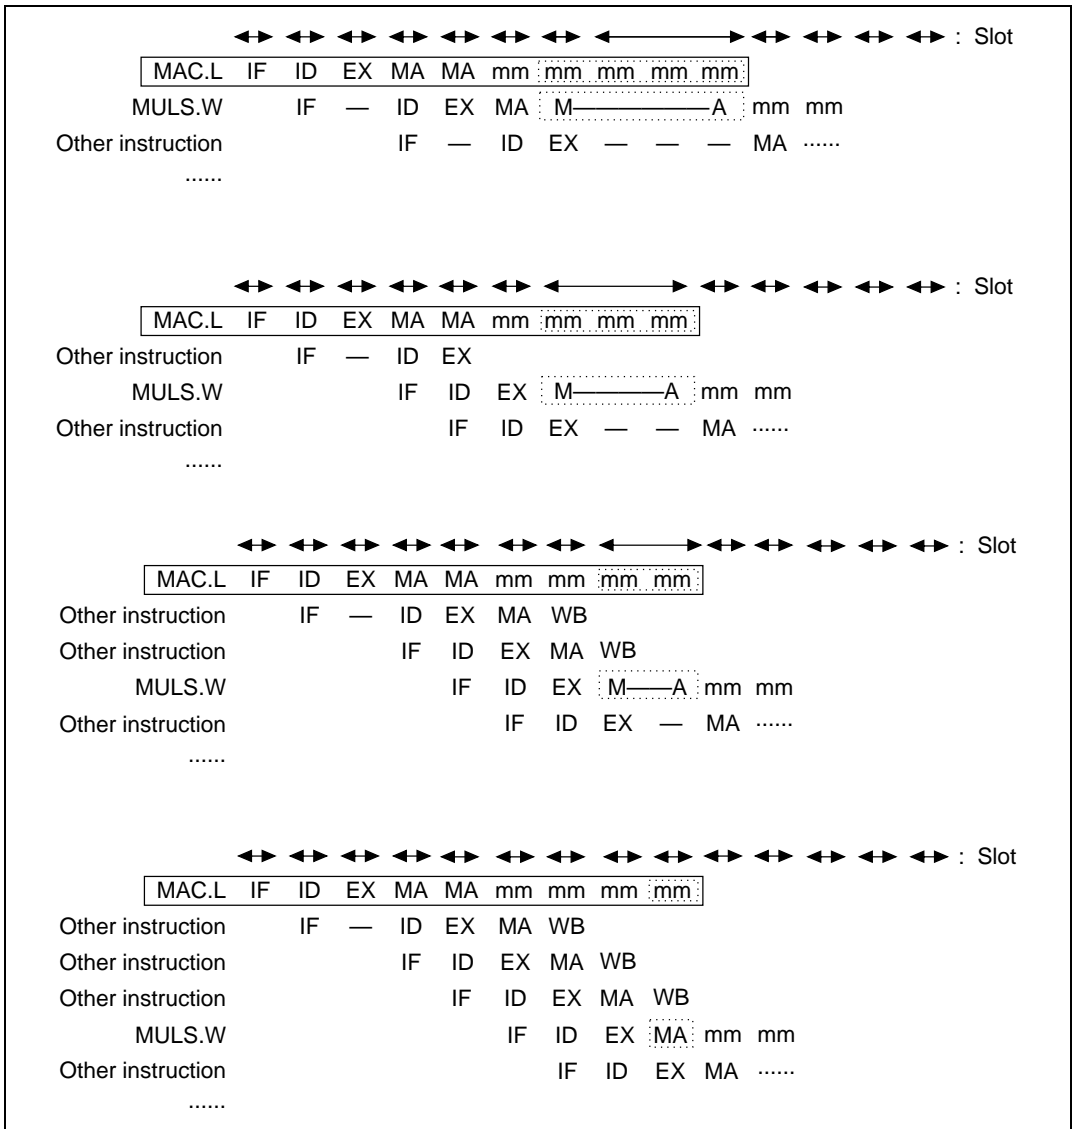 : Slot
MAC.L IF ID EX MA MA mm mm mm mm mm
MULS.W IF — ID EX MA M——————A mm mm
Other instruction IF — ID EX — — — MA ......
......
: Slot
MAC.L IF ID EX MA MA mm mm mm mm
Other instruction IF — ID EX
MULS.W IF ID EX M————A mm mm
Other instruction IF ID EX — — MA ......
......
: Slot
MAC.L IF ID EX MA MA mm mm mm mm
Other instruction IF — ID EX MA WB
Other instruction IF ID EX MA WB
MULS.W IF ID EX M——A mm mm
Other instruction IF ID EX — MA ......
......
: Slot
MAC.L IF ID EX MA MA mm mm mm mm
Other instruction IF — ID EX MA WB
Other instruction IF ID EX MA WB
Other instruction IF ID EX MA WB
MULS.W IF ID EX MA mm mm
Other instruction IF ID EX MA ......
......